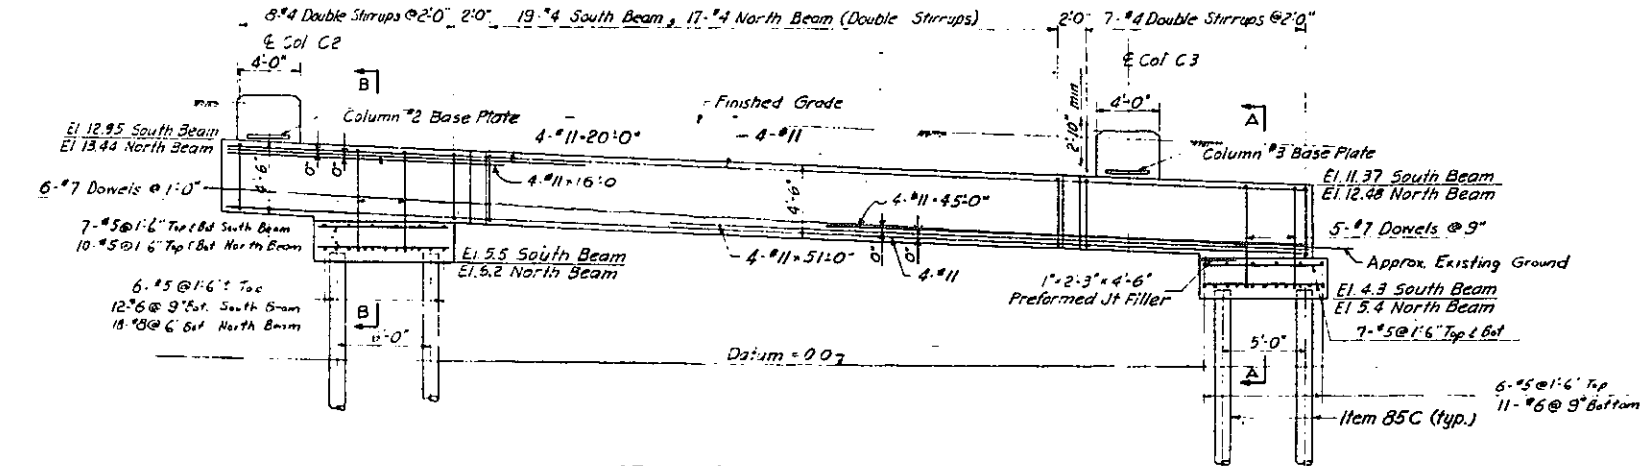 8-#4 Double Stirrups @2'-0" 2'-0" 19-#4 South Beam, 17-#4 North Beam (Double Stirrups) 2'0" 7-#4 Double Stirrups @2'0"
℄ Col C2
℄ Col C3
4'-0"
B
Finished Grade
2'-10" min
4'-0"
A
Column #2 Base Plate
4-#11×20'-0"
4-#11
El 12.95 South Beam
El 13.44 North Beam
Column #3 Base Plate
4'-6"
4-#11×16'-0
4'-6"
El. 11.37 South Beam
El. 12.48 North Beam
6-#7 Dowels @ 1'-0"
4-#11×45'-0"
7-#5@1'-6" Top & Bot South Beam
10-#5@1'6" Top & Bot North Beam
5-#7 Dowels @9"
El. 5.5 South Beam
El. 6.2 North Beam
4-#11×51'-0"
4-#11
Approx. Existing Ground
6-#5@1'-6" Top
12-#6@9" Bot. South Beam
18-#8@6" Bot North Beam
1"×2'-3"×4'-6"
Preformed Jt Filler
El. 4.3 South Beam
El 5.4 North Beam
B
7-#5@1'-6" Top & Bot
Datum = 0.0
5'-0"
A
6-#5@1'-6" Top
11-#6@9" Bottom
Item 85C (typ.)